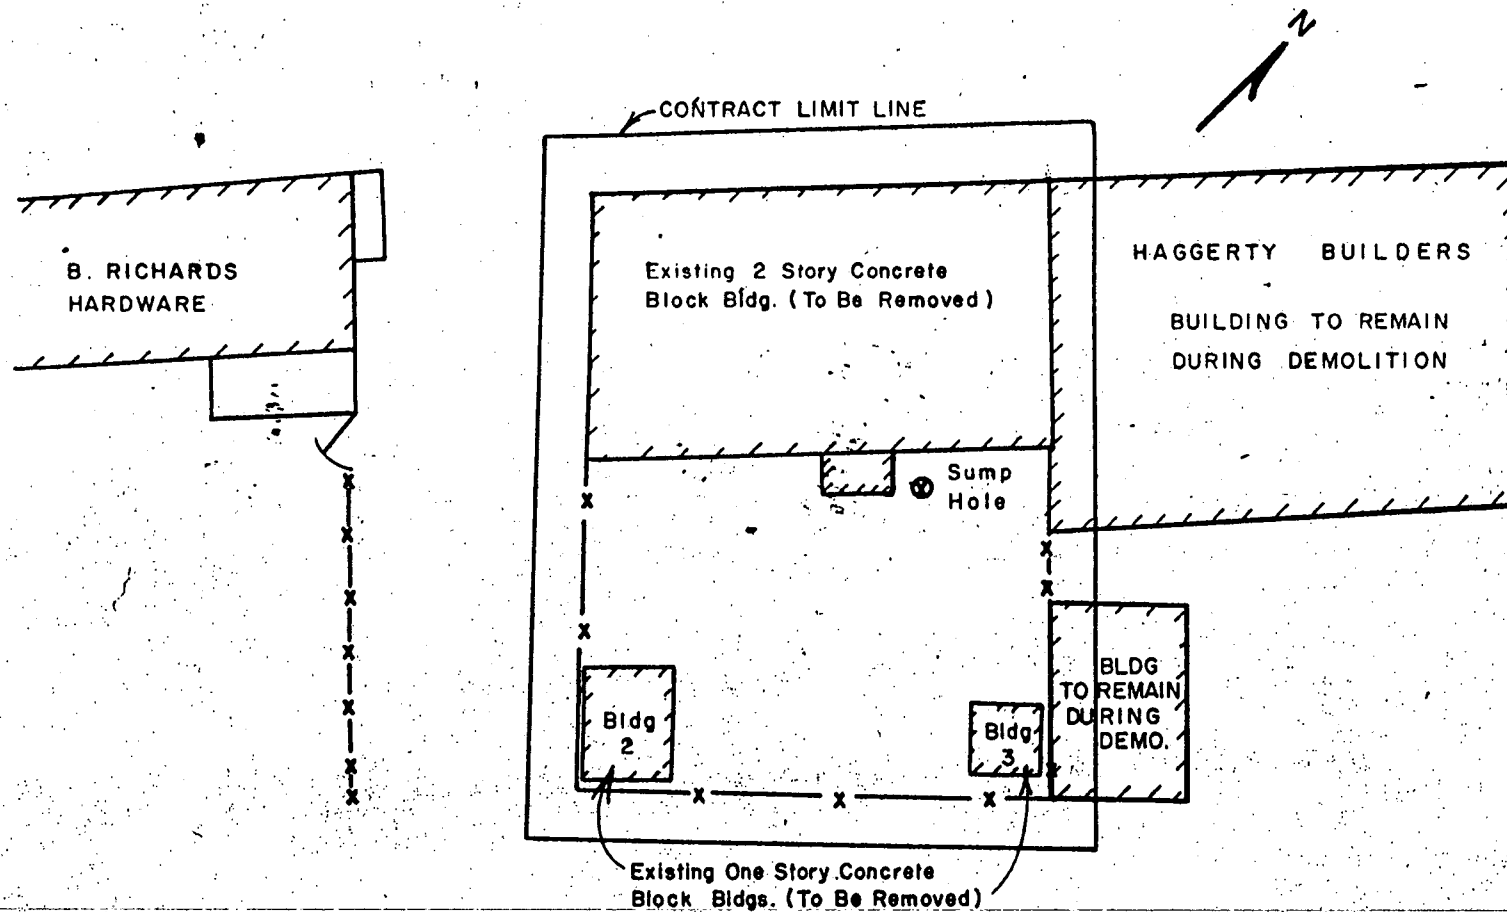 N
CONTRACT LIMIT LINE
B. RICHARDS
HARDWARE
Existing 2 Story Concrete
Block Bldg. (To Be Removed)
HAGGERTY BUILDERS
BUILDING TO REMAIN
DURING DEMOLITION
Sump
Hole
Bldg
2
Bldg
3
BLDG
TO REMAIN
DURING
DEMO.
Existing One Story Concrete
Block Bldgs. (To Be Removed)